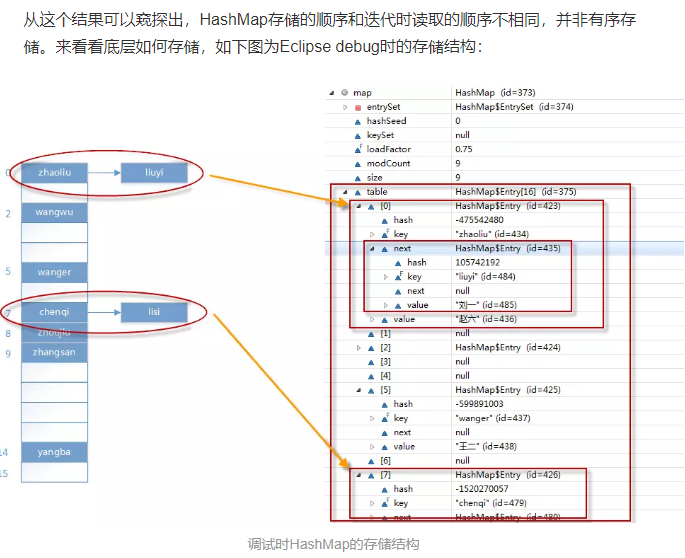 从这个结果可以窥探出，HashMap存储的顺序和迭代时读取的顺序不相同，并非有序存
储。来看看底层如何存储，如下图为Eclipse debug时的存储结构：
0
zhaoliu
liuyi
2
wangwu
5
wanger
7
chenqi
lisi
8
zhoujiu
9
zhangsan
14
yangba
15
map HashMap (id=373)
entrySet HashMap$EntrySet (id=374)
hashSeed 0
keySet null
F loadFactor 0.75
modCount 9
size 9
table HashMap$Entry[16] (id=375)
[0] HashMap$Entry (id=423)
hash -475542480
F key "zhaoliu" (id=434)
next HashMap$Entry (id=435)
hash 105742192
F key "liuyi" (id=484)
next null
value "刘一" (id=485)
value "赵六" (id=436)
[1] null
[2] HashMap$Entry (id=424)
[3] null
[4] null
[5] HashMap$Entry (id=425)
hash -599891003
F key "wanger" (id=437)
next null
value "王二" (id=438)
[6] null
[7] HashMap$Entry (id=426)
hash -1520270057
F key "chenqi" (id=479)
next HashMap$Entry (id=480)
调试时HashMap的存储结构